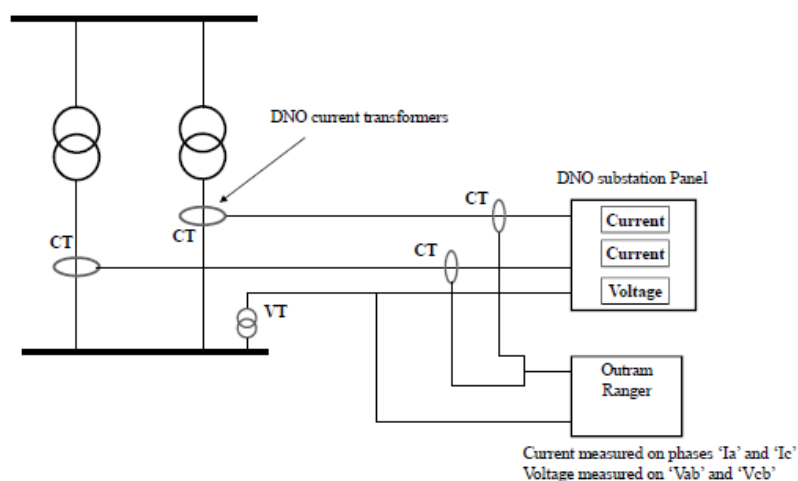 DNO current transformers
DNO substation Panel
CT
Current
CT
CT
CT
Current
Voltage
VT
Outram
Ranger
Current measured on phases ‘Ia’ and ‘Ic’
Voltage measured on ‘Vab’ and ‘Vcb’